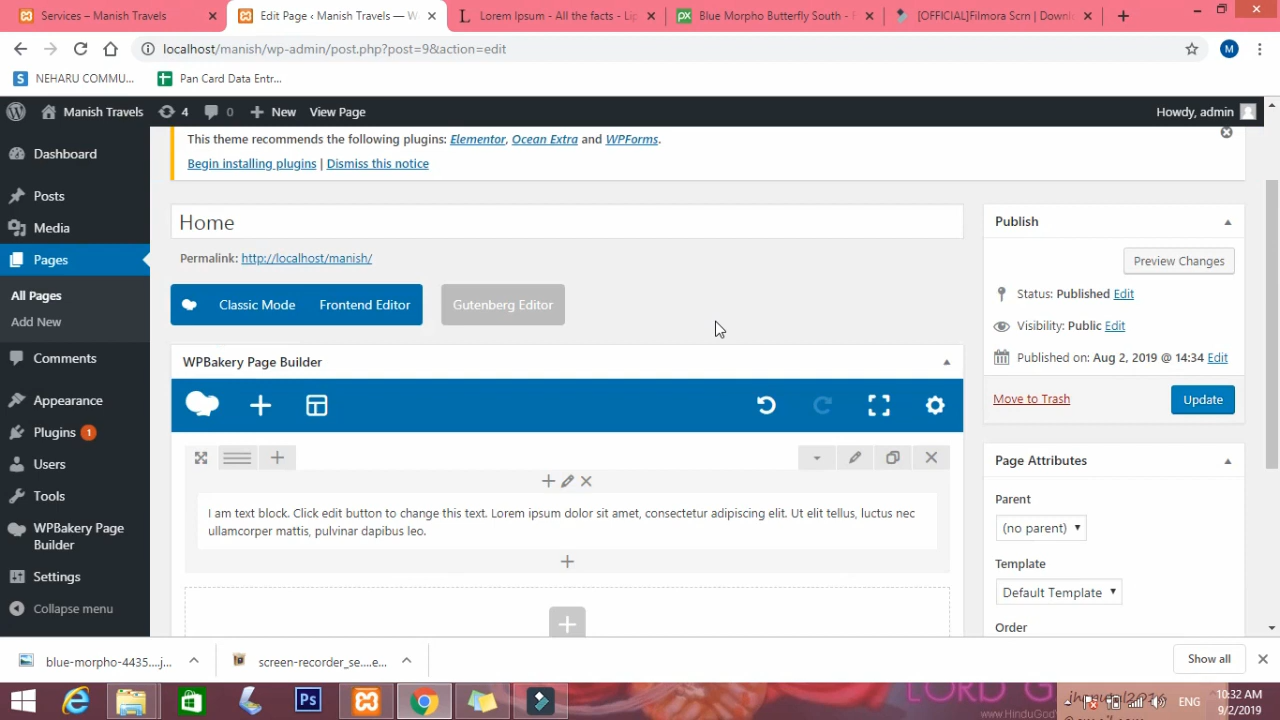 Services – Manish Travels
Edit Page ‹ Manish Travels — W
Lorem Ipsum - All the facts - Lip
Blue Morpho Butterfly South - F
[OFFICIAL]Filmora Scrn | Downl
localhost/manish/wp-admin/post.php?post=9&action=edit
M
NEHARU COMMU...
Pan Card Data Entr...
Manish Travels
4
0
New
View Page
Howdy, admin
Dashboard
Posts
Media
Pages
All Pages
Add New
Comments
Appearance
Plugins 1
Users
Tools
WPBakery Page
Builder
Settings
Collapse menu
This theme recommends the following plugins: Elementor, Ocean Extra and WPForms.
Begin installing plugins | Dismiss this notice
Home
Permalink: http://localhost/manish/
Classic Mode
Frontend Editor
Gutenberg Editor
WPBakery Page Builder
I am text block. Click edit button to change this text. Lorem ipsum dolor sit amet, consectetur adipiscing elit. Ut elit tellus, luctus nec
ullamcorper mattis, pulvinar dapibus leo.
Publish
Preview Changes
Status: Published Edit
Visibility: Public Edit
Published on: Aug 2, 2019 @ 14:34 Edit
Move to Trash
Update
Page Attributes
Parent
(no parent)
Template
Default Template
Order
blue-morpho-4435....j...
screen-recorder_se....e...
Show all
Ps
LORD G
www.HinduGod
ENG
10:32 AM
9/2/2019